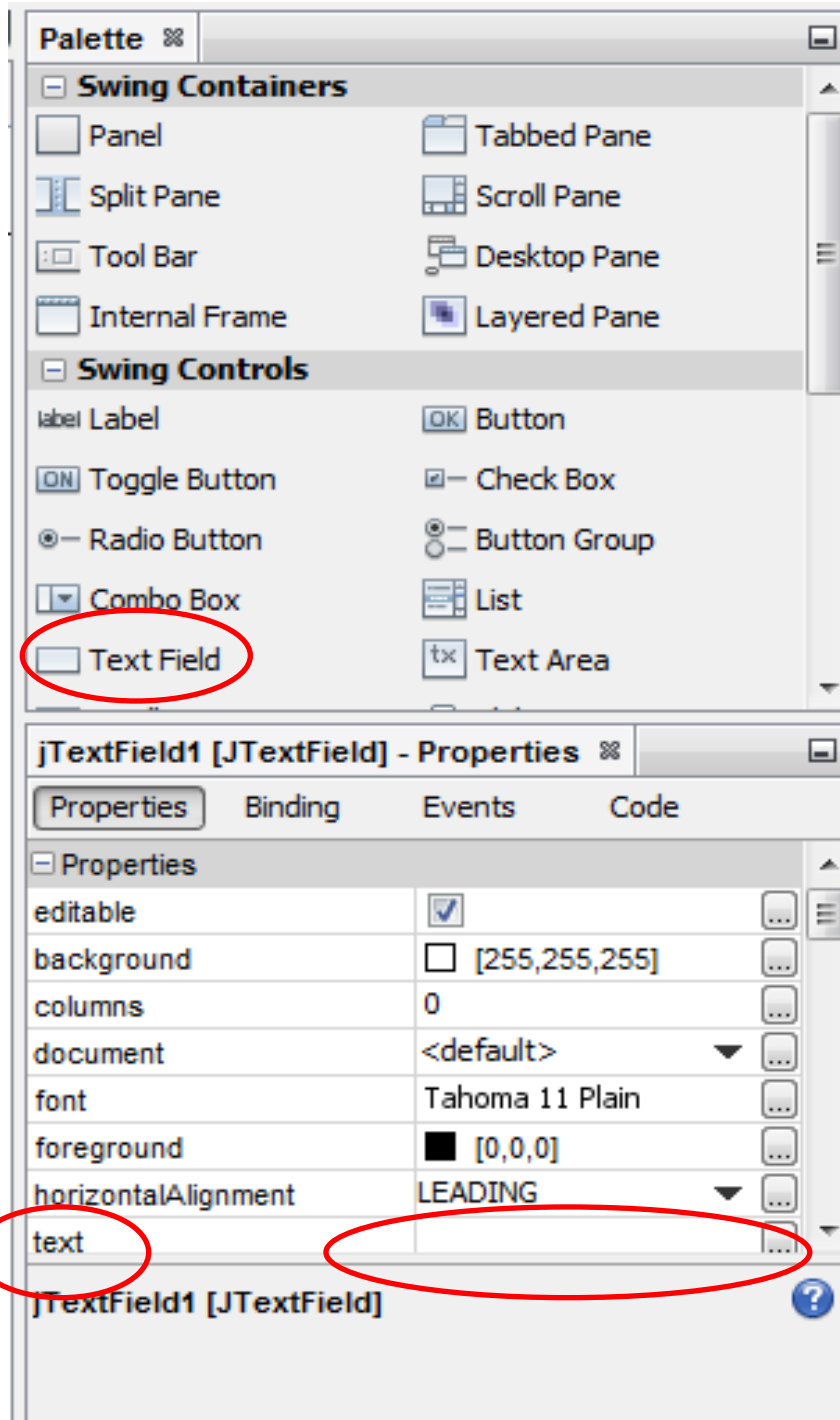 Palette
Swing Containers
Panel Tabbed Pane
Split Pane Scroll Pane
Tool Bar Desktop Pane
Internal Frame Layered Pane
Swing Controls
label Label OK Button
ON Toggle Button Check Box
Radio Button Button Group
Combo Box List
Text Field tx Text Area
jTextField1 [JTextField] - Properties
Properties Binding Events Code
Properties
editable ...
background [255,255,255] ...
columns 0 ...
document <default> ...
font Tahoma 11 Plain ...
foreground [0,0,0] ...
horizontalAlignment LEADING ...
text ...
jTextField1 [JTextField] ?